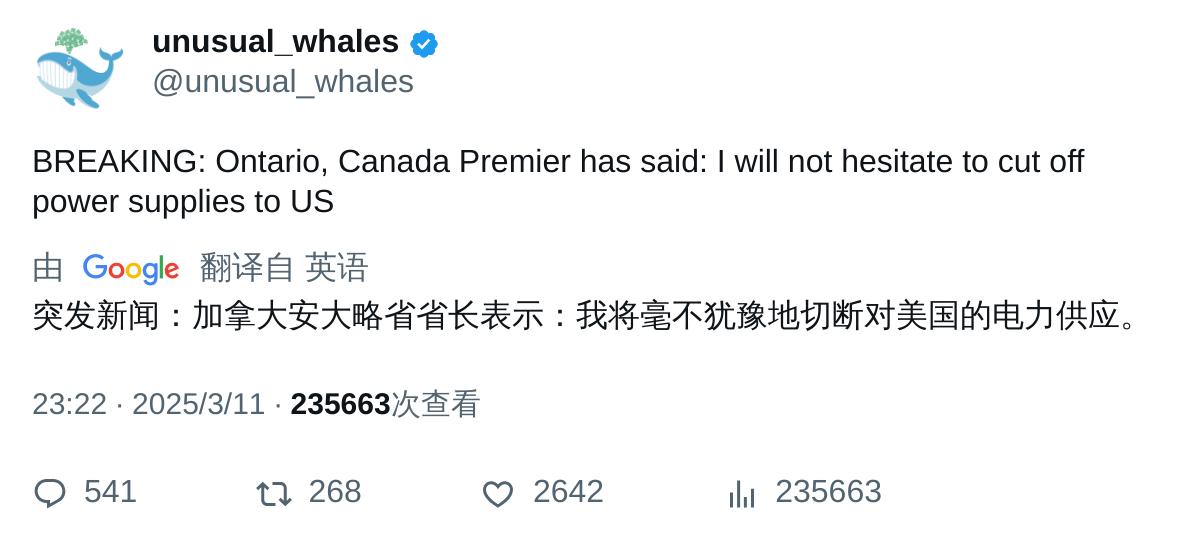 unusual_whales
@unusual_whales
BREAKING: Ontario, Canada Premier has said: I will not hesitate to cut off
power supplies to US
由 Google 翻译自 英语
突发新闻：加拿大安大略省省长表示：我将毫不犹豫地切断对美国的电力供应。
23:22 · 2025/3/11 · 235663次查看
541 268 2642 235663